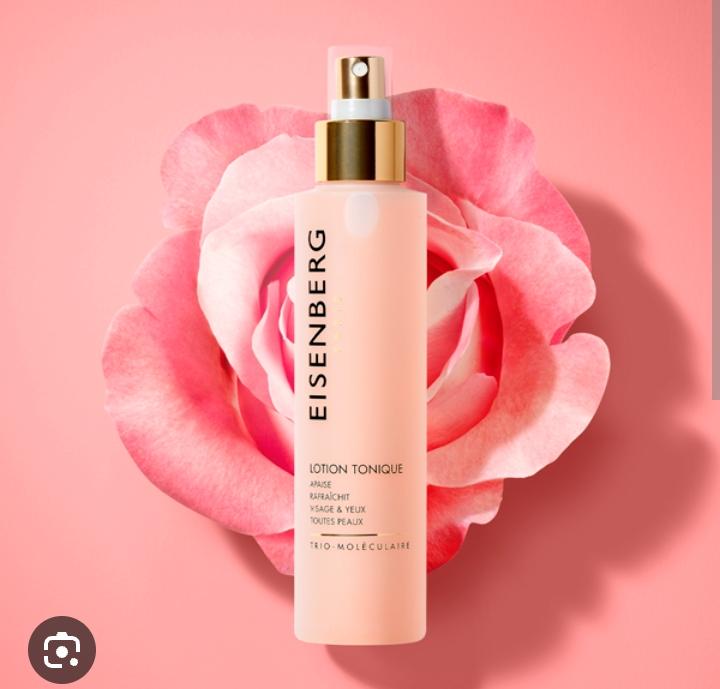 EISENBERG
LOTION TONIQUE
APAISE
RAFRAÎCHIT
VISAGE & YEUX
TOUTES PEAUX
TRIO-MOLÉCULAIRE